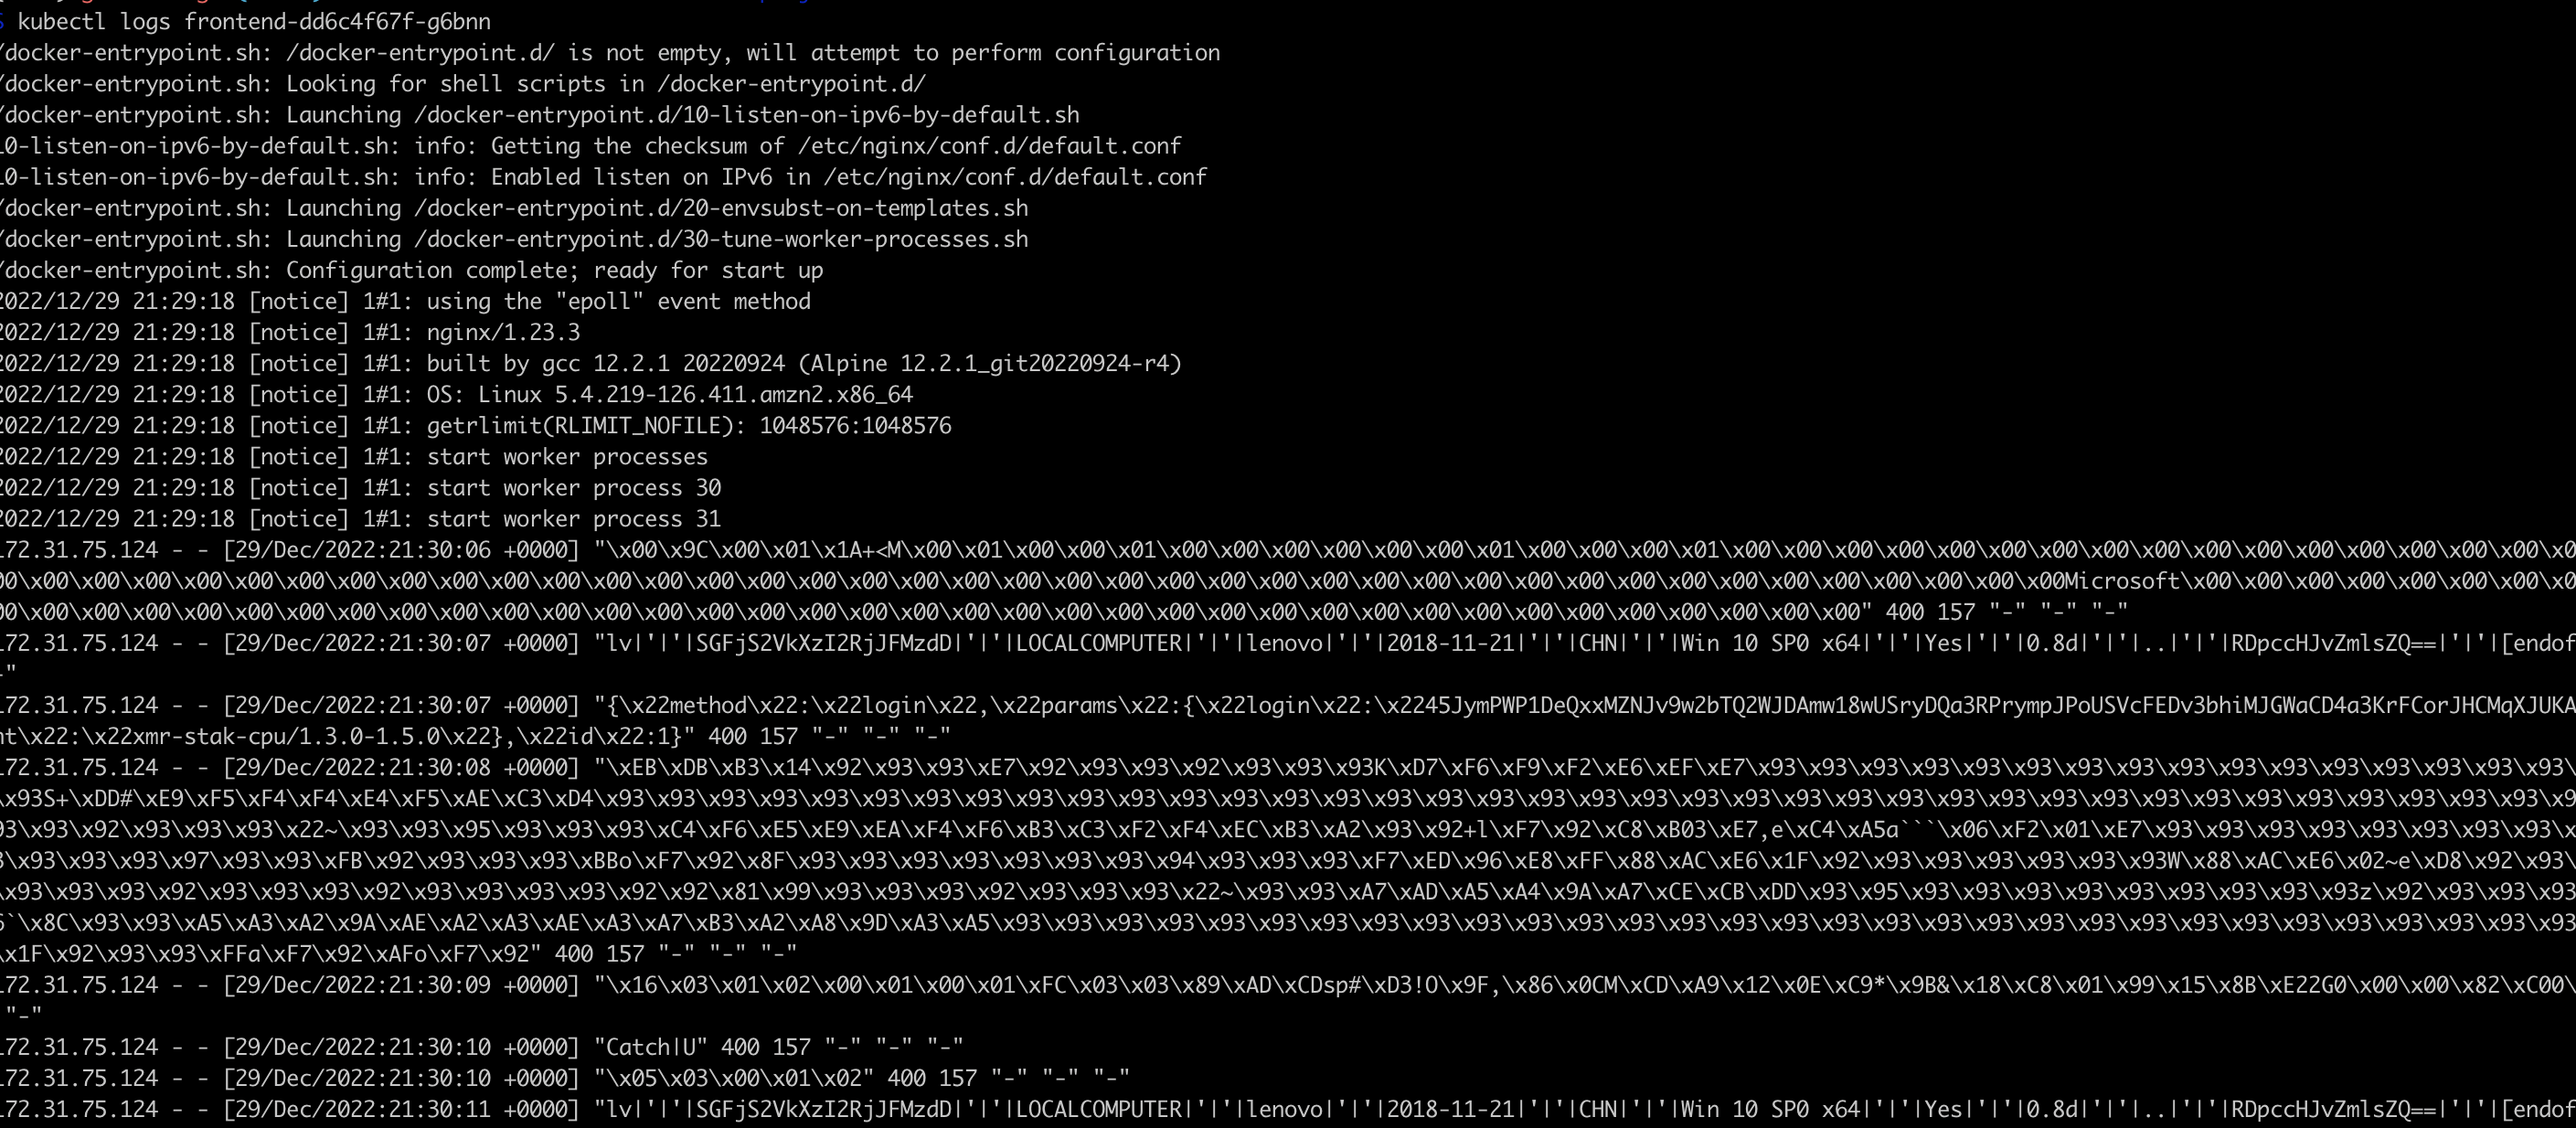 $ kubectl logs frontend-dd6c4f67f-g6bnn
/docker-entrypoint.sh: /docker-entrypoint.d/ is not empty, will attempt to perform configuration
/docker-entrypoint.sh: Looking for shell scripts in /docker-entrypoint.d/
/docker-entrypoint.sh: Launching /docker-entrypoint.d/10-listen-on-ipv6-by-default.sh
10-listen-on-ipv6-by-default.sh: info: Getting the checksum of /etc/nginx/conf.d/default.conf
10-listen-on-ipv6-by-default.sh: info: Enabled listen on IPv6 in /etc/nginx/conf.d/default.conf
/docker-entrypoint.sh: Launching /docker-entrypoint.d/20-envsubst-on-templates.sh
/docker-entrypoint.sh: Launching /docker-entrypoint.d/30-tune-worker-processes.sh
/docker-entrypoint.sh: Configuration complete; ready for start up
2022/12/29 21:29:18 [notice] 1#1: using the "epoll" event method
2022/12/29 21:29:18 [notice] 1#1: nginx/1.23.3
2022/12/29 21:29:18 [notice] 1#1: built by gcc 12.2.1 20220924 (Alpine 12.2.1_git20220924-r4)
2022/12/29 21:29:18 [notice] 1#1: OS: Linux 5.4.219-126.411.amzn2.x86_64
2022/12/29 21:29:18 [notice] 1#1: getrlimit(RLIMIT_NOFILE): 1048576:1048576
2022/12/29 21:29:18 [notice] 1#1: start worker processes
2022/12/29 21:29:18 [notice] 1#1: start worker process 30
2022/12/29 21:29:18 [notice] 1#1: start worker process 31
172.31.75.124 - - [29/Dec/2022:21:30:06 +0000] "\x00\x9C\x00\x01\x1A+<M\x00\x01\x00\x00\x01\x00\x00\x00\x00\x00\x00\x01\x00\x00\x00\x01\x00\x00\x00\x00\x00\x00\x00\x00\x00\x00\x00\x00\x00\x00\x00\x0
00\x00\x00\x00\x00\x00\x00\x00\x00\x00\x00\x00\x00\x00\x00\x00\x00\x00\x00\x00\x00\x00\x00\x00\x00\x00\x00\x00\x00\x00\x00\x00\x00\x00\x00\x00\x00\x00\x00\x00Microsoft\x00\x00\x00\x00\x00\x00\x00\x0
00\x00\x00\x00\x00\x00\x00\x00\x00\x00\x00\x00\x00\x00\x00\x00\x00\x00\x00\x00\x00\x00\x00\x00\x00\x00\x00\x00\x00\x00\x00\x00\x00\x00\x00\x00" 400 157 "-" "-" "-"
172.31.75.124 - - [29/Dec/2022:21:30:07 +0000] "lv|'|'|SGFjS2VkXzI2RjJFMzdD|'|'|LOCALCOMPUTER|'|'|lenovo|'|'|2018-11-21|'|'|CHN|'|'|Win 10 SP0 x64|'|'|Yes|'|'|0.8d|'|'|..|'|'|RDpccHJvZmlsZQ==|'|'|[endof
-"
172.31.75.124 - - [29/Dec/2022:21:30:07 +0000] "{\x22method\x22:\x22login\x22,\x22params\x22:{\x22login\x22:\x2245JymPWP1DeQxxMZNJv9w2bTQ2WJDAmw18wUSryDQa3RPrympJPoUSVcFEDv3bhiMJGWaCD4a3KrFCorJHCMqXJUKA
nt\x22:\x22xmr-stak-cpu/1.3.0-1.5.0\x22},\x22id\x22:1}" 400 157 "-" "-" "-"
172.31.75.124 - - [29/Dec/2022:21:30:08 +0000] "\xEB\xDB\xB3\x14\x92\x93\x93\xE7\x92\x93\x93\x92\x93\x93\x93K\xD7\xF6\xF9\xF2\xE6\xEF\xE7\x93\x93\x93\x93\x93\x93\x93\x93\x93\x93\x93\x93\x93\x93\x93\
\x93S+\xDD#\xE9\xF5\xF4\xF4\xE4\xF5\xAE\xC3\xD4\x93\x93\x93\x93\x93\x93\x93\x93\x93\x93\x93\x93\x93\x93\x93\x93\x93\x93\x93\x93\x93\x93\x93\x93\x93\x93\x93\x93\x93\x93\x93\x93\x93\x93\x93\x93\x93\x9
93\x93\x92\x93\x93\x93\x93\x22~\x93\x93\x95\x93\x93\x93\x93\xC4\xF6\xE5\xE9\xEA\xF4\xF6\xB3\xC3\xF2\xF4\xEC\xB3\xA2\x93\x92+l\xF7\x92\xC8\xB03\xE7,e\xC4\xA5a```\x06\xF2\x01\xE7\x93\x93\x93\x93\x93\x93\x93\x
3\x93\x93\x93\x97\x93\x93\xFB\x92\x93\x93\x93\xBBo\xF7\x92\x8F\x93\x93\x93\x93\x93\x93\x93\x94\x93\x93\x93\xF7\xED\x96\xE8\xFF\x88\xAC\xE6\x1F\x92\x93\x93\x93\x93\x93\x93W\x88\xAC\xE6\x02~e\xD8\x92\x93\
\x93\x93\x93\x92\x93\x93\x93\x92\x93\x93\x93\x93\x93\x92\x92\x81\x99\x93\x93\x93\x92\x93\x93\x93\x22~\x93\x93\xA7\xAD\xA5\xA4\x9A\xA7\xCE\xCB\xDD\x93\x95\x93\x93\x93\x93\x93\x93\x93z\x92\x93\x93\x93
6`\x8C\x93\x93\xA5\xA3\xA2\x9A\xAE\xA2\xA3\xAE\xA3\xA7\xB3\xA2\xA8\x9D\xA3\xA5\x93\x93\x93\x93\x93\x93\x93\x93\x93\x93\x93\x93\x93\x93\x93\x93\x93\x93\x93\x93\x93\x93\x93\x93\x93\x93\x93\x93\x93\x93
\x1F\x92\x93\x93\xFFa\xF7\x92\xAFo\xF7\x92" 400 157 "-" "-" "-"
172.31.75.124 - - [29/Dec/2022:21:30:09 +0000] "\x16\x03\x01\x02\x00\x01\x00\x01\xFC\x03\x03\x89\xAD\xCDsp#\xD3!O\x9F,\x86\x0CM\xCD\xA9\x12\x0E\xC9*\x9B&\x18\xC8\x01\x99\x15\x8B\xE22G0\x00\x00\x82\xC00\
 "-"
172.31.75.124 - - [29/Dec/2022:21:30:10 +0000] "Catch|U" 400 157 "-" "-" "-"
172.31.75.124 - - [29/Dec/2022:21:30:10 +0000] "\x05\x03\x00\x01\x02" 400 157 "-" "-" "-"
172.31.75.124 - - [29/Dec/2022:21:30:11 +0000] "lv|'|'|SGFjS2VkXzI2RjJFMzdD|'|'|LOCALCOMPUTER|'|'|lenovo|'|'|2018-11-21|'|'|CHN|'|'|Win 10 SP0 x64|'|'|Yes|'|'|0.8d|'|'|..|'|'|RDpccHJvZmlsZQ==|'|'|[endof